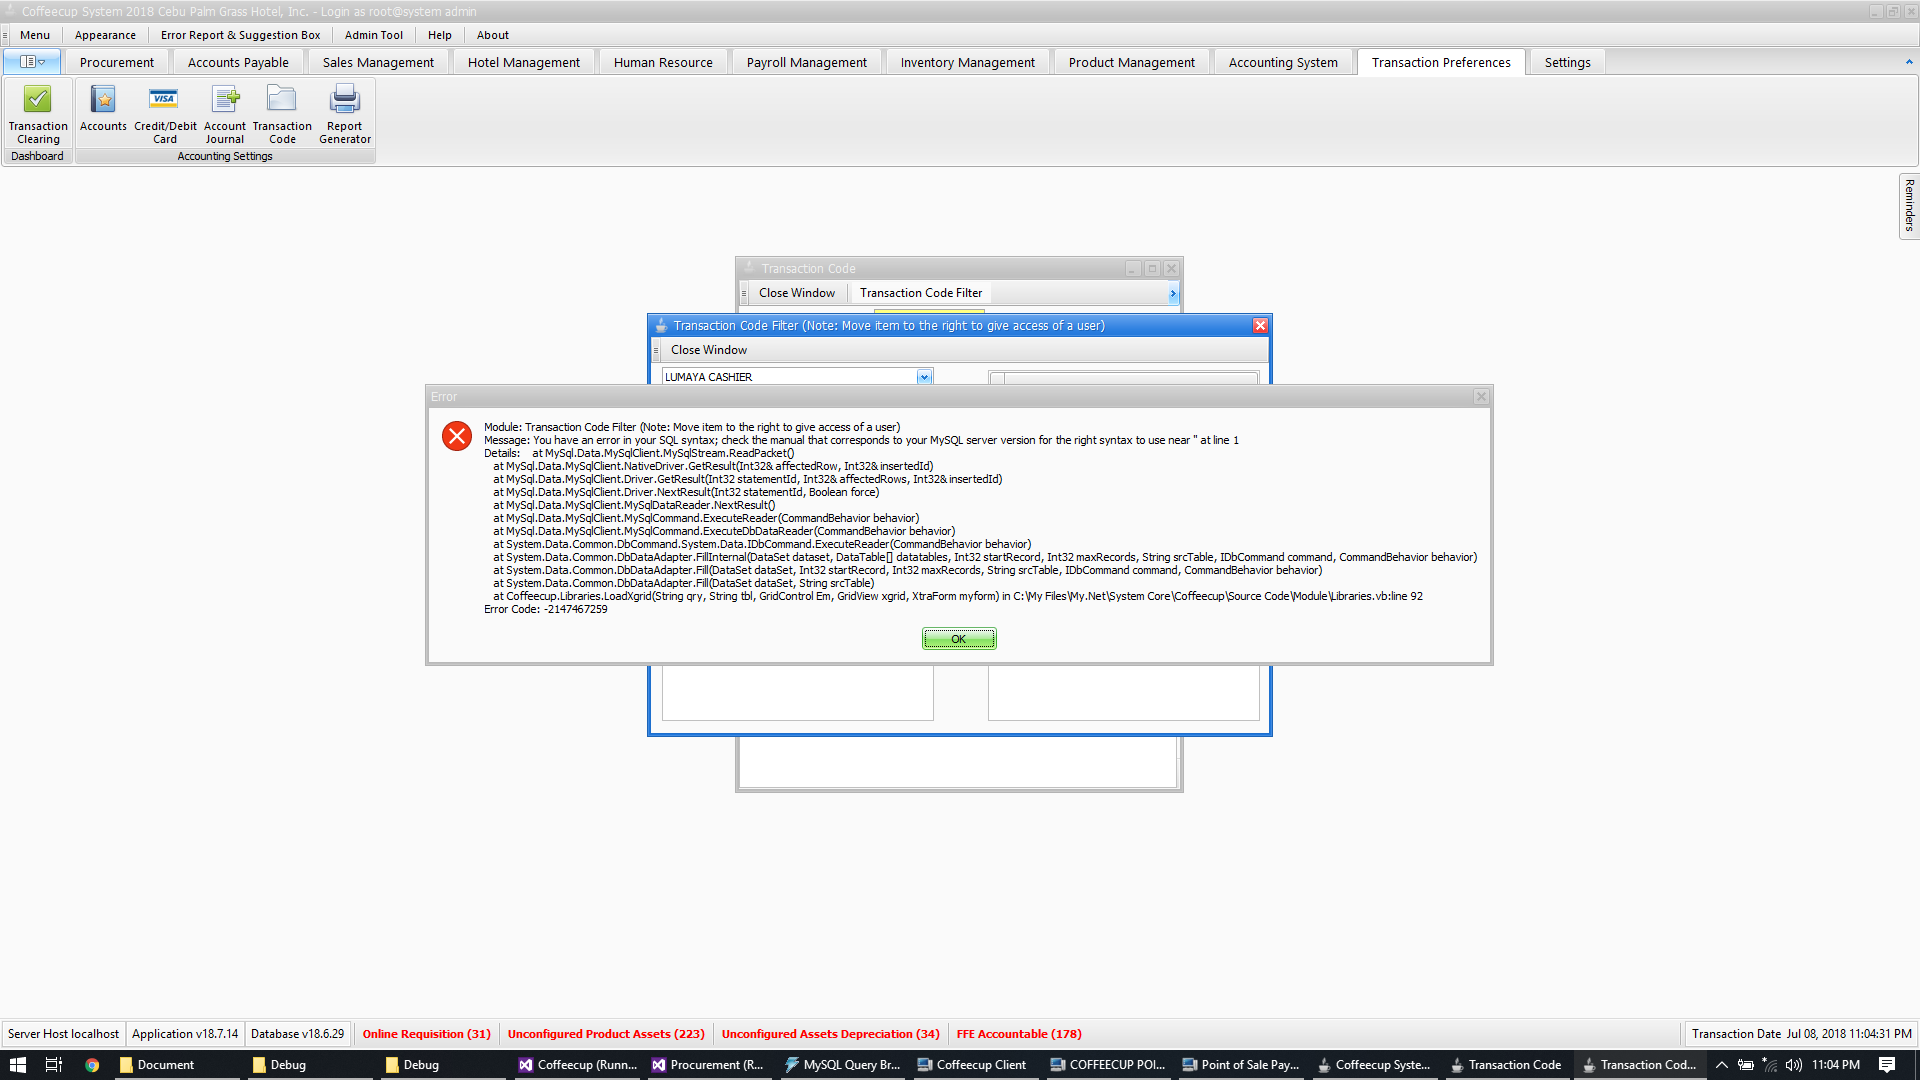 Coffeecup System 2018 Cebu Palm Grass Hotel, Inc. - Login as root@system admin
Menu Appearance Error Report & Suggestion Box Admin Tool Help About
Procurement Accounts Payable Sales Management Hotel Management Human Resource Payroll Management Inventory Management Product Management Accounting System Transaction Preferences Settings
VISA
Transaction Clearing
Accounts
Credit/Debit Card
Account Journal
Transaction Code
Report Generator
Dashboard
Accounting Settings
Reminders
Transaction Code
Close Window Transaction Code Filter
Transaction Code Filter (Note: Move item to the right to give access of a user)
Close Window
LUMAYA CASHIER
Error
Module: Transaction Code Filter (Note: Move item to the right to give access of a user)
Message: You have an error in your SQL syntax; check the manual that corresponds to your MySQL server version for the right syntax to use near '' at line 1
Details:    at MySql.Data.MySqlClient.MySqlStream.ReadPacket()
   at MySql.Data.MySqlClient.NativeDriver.GetResult(Int32& affectedRow, Int32& insertedId)
   at MySql.Data.MySqlClient.Driver.GetResult(Int32 statementId, Int32& affectedRows, Int32& insertedId)
   at MySql.Data.MySqlClient.Driver.NextResult(Int32 statementId, Boolean force)
   at MySql.Data.MySqlClient.MySqlDataReader.NextResult()
   at MySql.Data.MySqlClient.MySqlCommand.ExecuteReader(CommandBehavior behavior)
   at MySql.Data.MySqlClient.MySqlCommand.ExecuteDbDataReader(CommandBehavior behavior)
   at System.Data.Common.DbCommand.System.Data.IDbCommand.ExecuteReader(CommandBehavior behavior)
   at System.Data.Common.DbDataAdapter.FillInternal(DataSet dataset, DataTable[] datatables, Int32 startRecord, Int32 maxRecords, String srcTable, IDbCommand command, CommandBehavior behavior)
   at System.Data.Common.DbDataAdapter.Fill(DataSet dataSet, Int32 startRecord, Int32 maxRecords, String srcTable, IDbCommand command, CommandBehavior behavior)
   at System.Data.Common.DbDataAdapter.Fill(DataSet dataSet, String srcTable)
   at Coffeecup.Libraries.LoadXgrid(String qry, String tbl, GridControl Em, GridView xgrid, XtraForm myform) in C:\My Files\My.Net\System Core\Coffeecup\Source Code\Module\Libraries.vb:line 92
Error Code: -2147467259
OK
Server Host localhost Application v18.7.14 Database v18.6.29 Online Requisition (31) Unconfigured Product Assets (223) Unconfigured Assets Depreciation (34) FFE Accountable (178) Transaction Date Jul 08, 2018 11:04:31 PM
Document Debug Debug Coffeecup (Runn... Procurement (R... MySQL Query Br... Coffeecup Client COFFEECUP POI... Point of Sale Pay... Coffeecup Syste... Transaction Code Transaction Cod... 11:04 PM